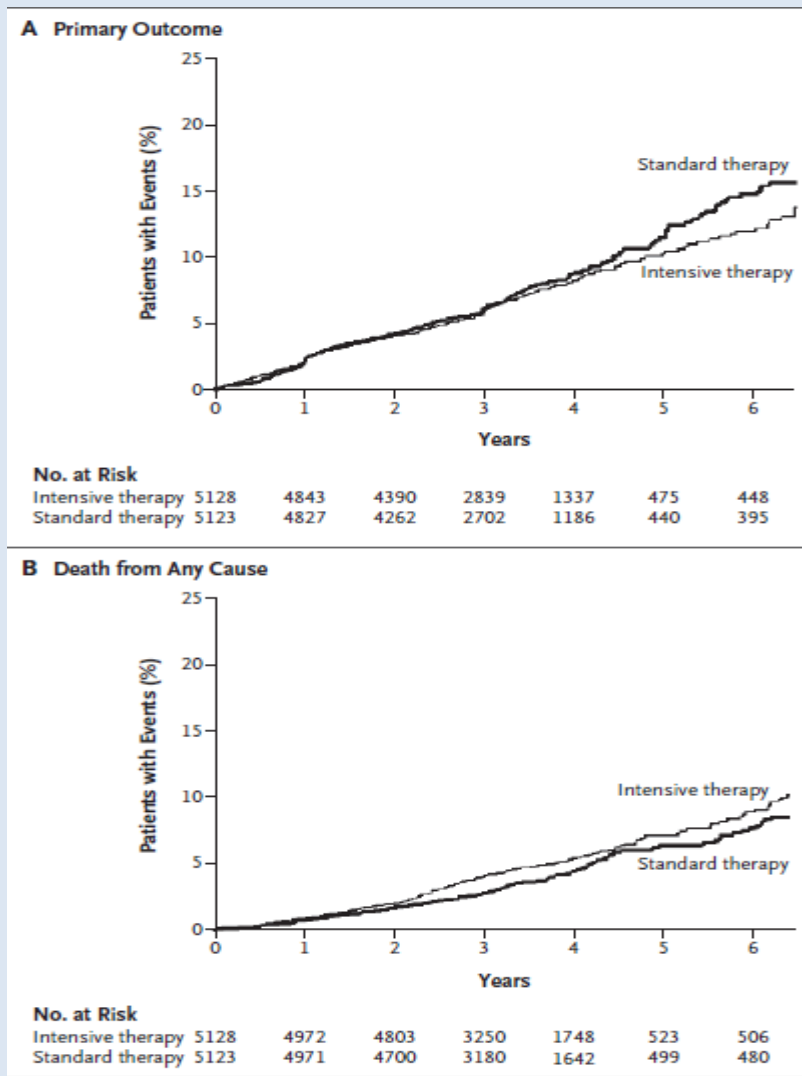 A Primary Outcome
25
20
15
10
5
0
Patients with Events (%)
Standard therapy
Intensive therapy
0 1 2 3 4 5 6
Years
No. at Risk
Intensive therapy 5128 4843 4390 2839 1337 475 448
Standard therapy 5123 4827 4262 2702 1186 440 395
B Death from Any Cause
25
20
15
10
5
0
Patients with Events (%)
Intensive therapy
Standard therapy
0 1 2 3 4 5 6
Years
No. at Risk
Intensive therapy 5128 4972 4803 3250 1748 523 506
Standard therapy 5123 4971 4700 3180 1642 499 480